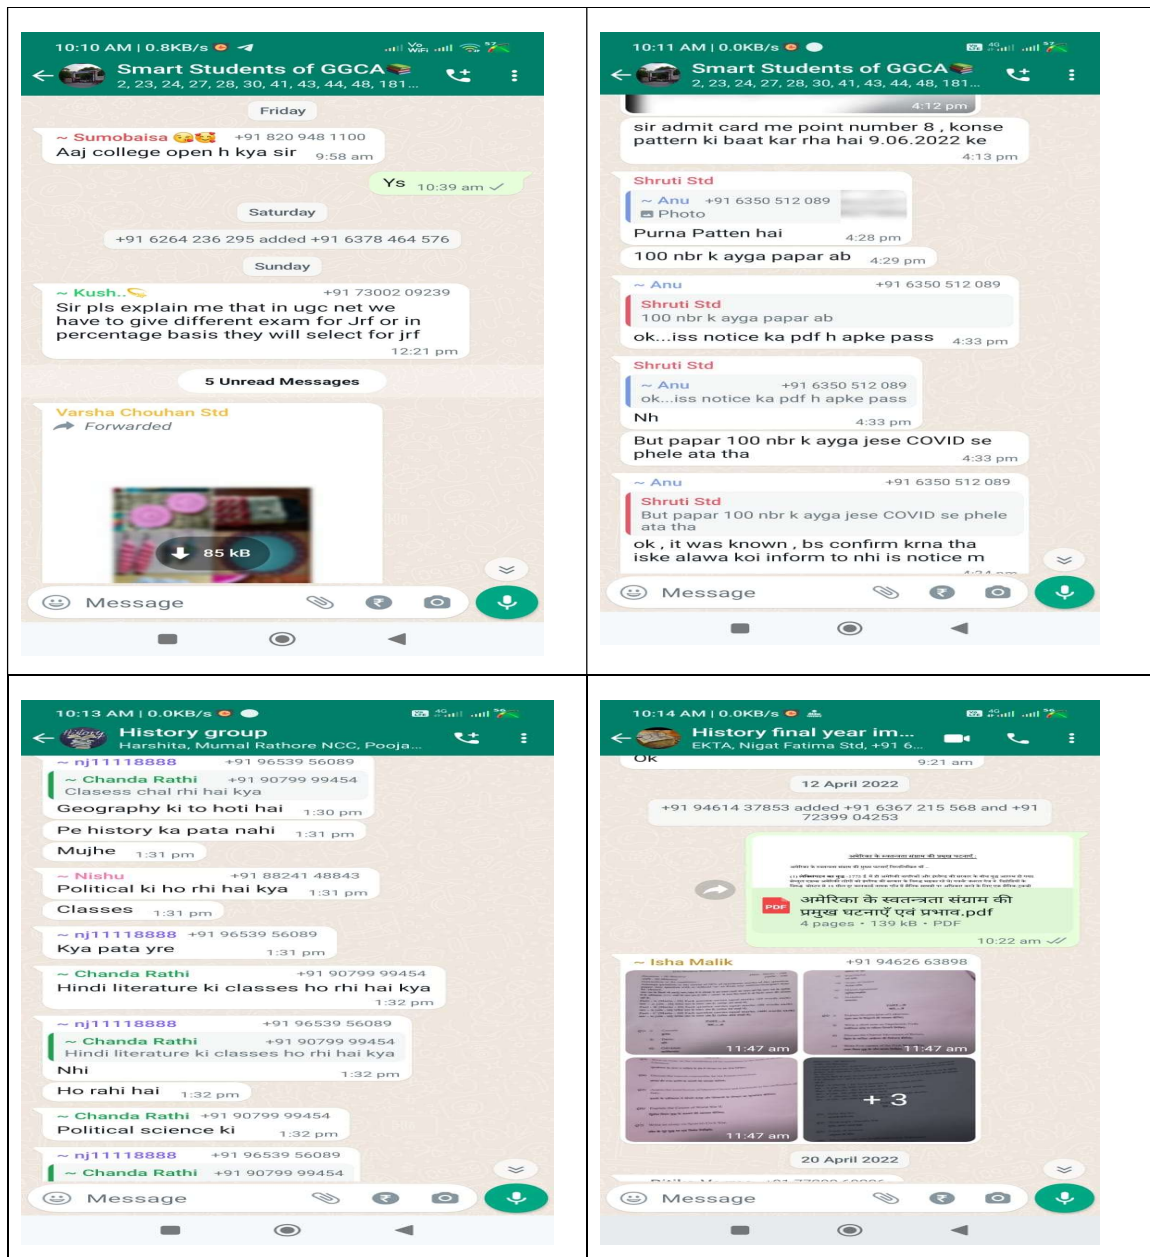 10:10 AM | 0.8KB/s
Vo WiFi 57
Smart Students of GGCA
2, 23, 24, 27, 28, 30, 41, 43, 44, 48, 181...
Friday
~ Sumobaisa +91 820 948 1100
Aaj college open h kya sir 9:58 am
Ys 10:39 am
Saturday
+91 6264 236 295 added +91 6378 464 576
Sunday
~ Kush.. +91 73002 09239
Sir pls explain me that in ugc net we
have to give different exam for Jrf or in
percentage basis they will select for jrf
12:21 pm
5 Unread Messages
Varsha Chouhan Std
Forwarded
85 kB
Message
10:11 AM | 0.0KB/s
4G 57
Smart Students of GGCA
2, 23, 24, 27, 28, 30, 41, 43, 44, 48, 181...
4:12 pm
sir admit card me point number 8 , konse
pattern ki baat kar rha hai 9.06.2022 ke
4:13 pm
Shruti Std
~ Anu +91 6350 512 089
Photo
Purna Patten hai 4:28 pm
100 nbr k ayga papar ab 4:29 pm
~ Anu +91 6350 512 089
Shruti Std
100 nbr k ayga papar ab
ok...iss notice ka pdf h apke pass 4:33 pm
Shruti Std
~ Anu +91 6350 512 089
ok...iss notice ka pdf h apke pass
Nh 4:33 pm
But papar 100 nbr k ayga jese COVID se
phele ata tha 4:33 pm
~ Anu +91 6350 512 089
Shruti Std
But papar 100 nbr k ayga jese COVID se phele
ata tha
ok , it was known , bs confirm krna tha
iske alawa koi inform to nhi is notice m
Message
10:13 AM | 0.0KB/s
4G
History group
Harshita, Mumal Rathore NCC, Pooja...
~ nj11118888 +91 96539 56089
~ Chanda Rathi +91 90799 99454
Clasess chal rhi hai kya
Geography ki to hoti hai 1:30 pm
Pe history ka pata nahi 1:31 pm
Mujhe 1:31 pm
~ Nishu +91 88241 48843
Political ki ho rhi hai kya 1:31 pm
Classes 1:31 pm
~ nj11118888 +91 96539 56089
Kya pata yre 1:31 pm
~ Chanda Rathi +91 90799 99454
Hindi literature ki classes ho rhi hai kya
1:32 pm
~ nj11118888 +91 96539 56089
~ Chanda Rathi +91 90799 99454
Hindi literature ki classes ho rhi hai kya
Nhi 1:32 pm
Ho rahi hai 1:32 pm
~ Chanda Rathi +91 90799 99454
Political science ki 1:32 pm
~ nj11118888 +91 96539 56089
~ Chanda Rathi +91 90799 99454
Message
10:14 AM | 0.0KB/s
4G
History final year im...
EKTA, Nigat Fatima Std, +91 6...
Ok 9:21 am
12 April 2022
+91 94614 37853 added +91 6367 215 568 and +91
72399 04253
अमेरिका के स्वतन्त्रता संग्राम की प्रमुख घटनाएँ :
PDF
अमेरिका के स्वतन्त्रता संग्राम की
प्रमुख घटनाएँ एवं प्रभाव.pdf
4 pages • 139 kB • PDF
10:22 am
~ Isha Malik +91 94626 63898
11:47 am
11:47 am
11:47 am
+ 3
20 April 2022
Message